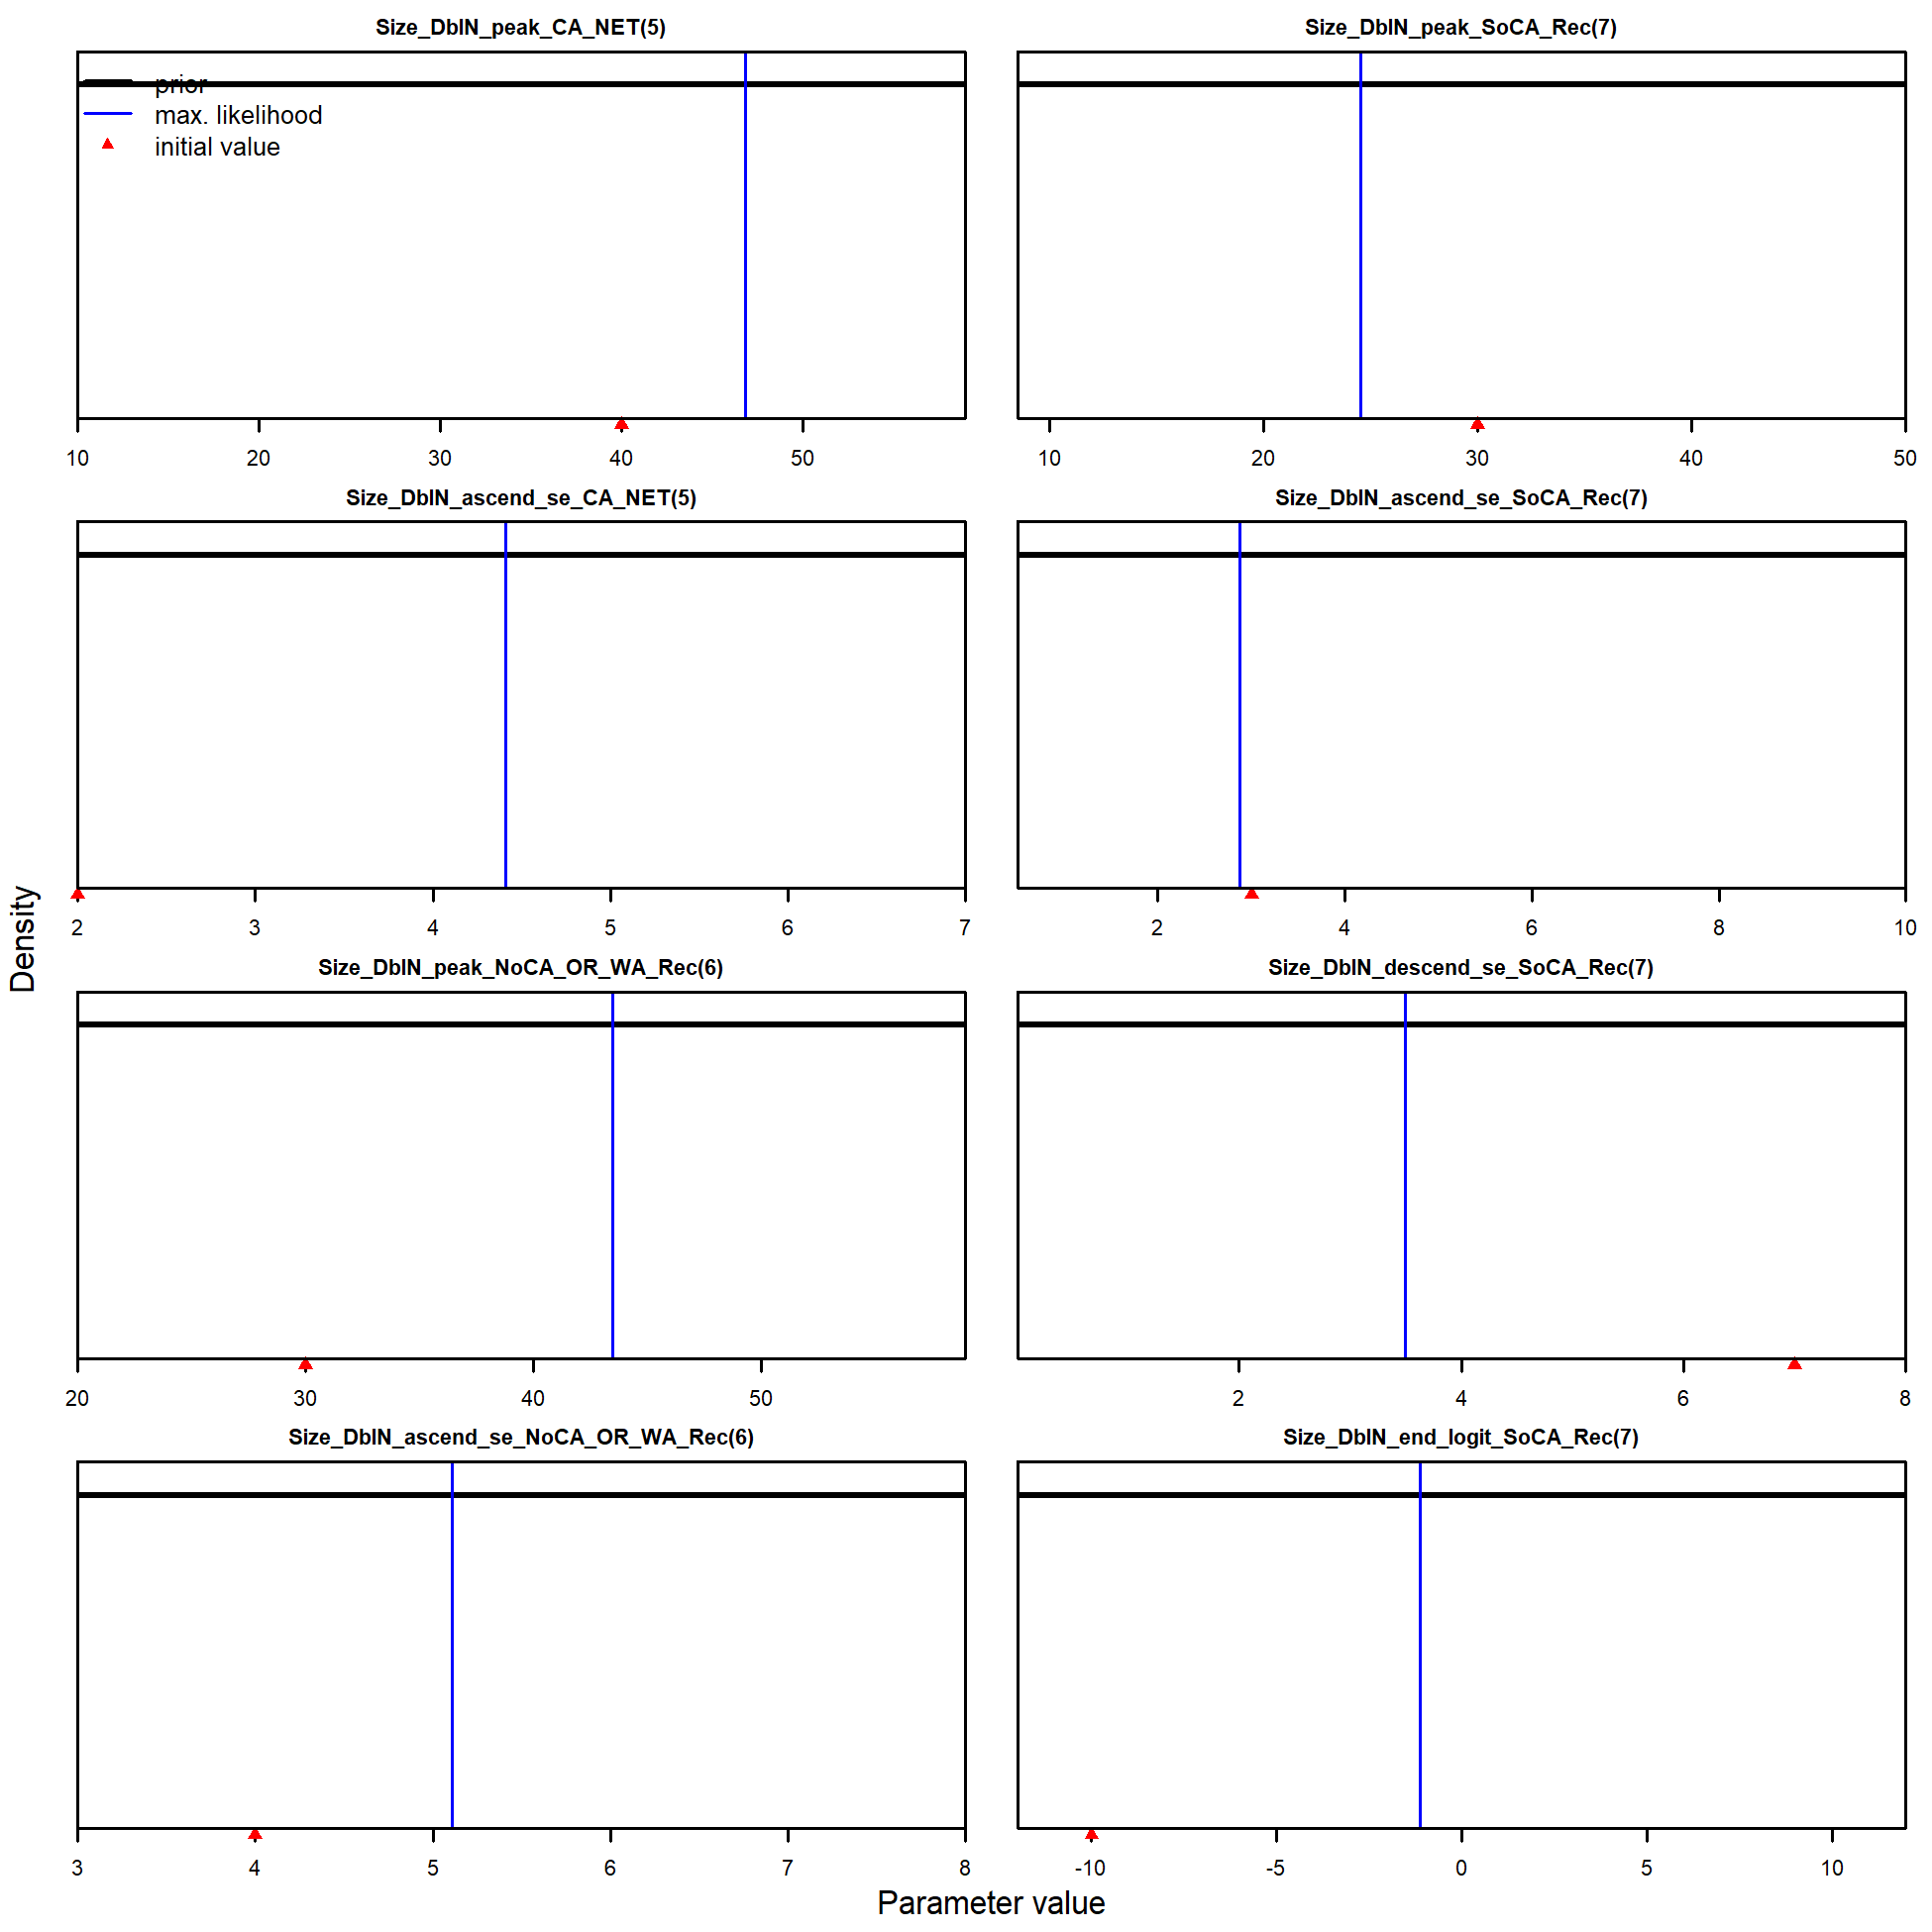 Size_DblN_peak_CA_NET(5)
prior
max. likelihood
initial value
10 20 30 40 50
Size_DblN_peak_SoCA_Rec(7)
10 20 30 40 50
Size_DblN_ascend_se_CA_NET(5)
2 3 4 5 6 7
Size_DblN_ascend_se_SoCA_Rec(7)
2 4 6 8 10
Size_DblN_peak_NoCA_OR_WA_Rec(6)
20 30 40 50
Size_DblN_descend_se_SoCA_Rec(7)
2 4 6 8
Size_DblN_ascend_se_NoCA_OR_WA_Rec(6)
3 4 5 6 7 8
Size_DblN_end_logit_SoCA_Rec(7)
-10 -5 0 5 10
Density
Parameter value